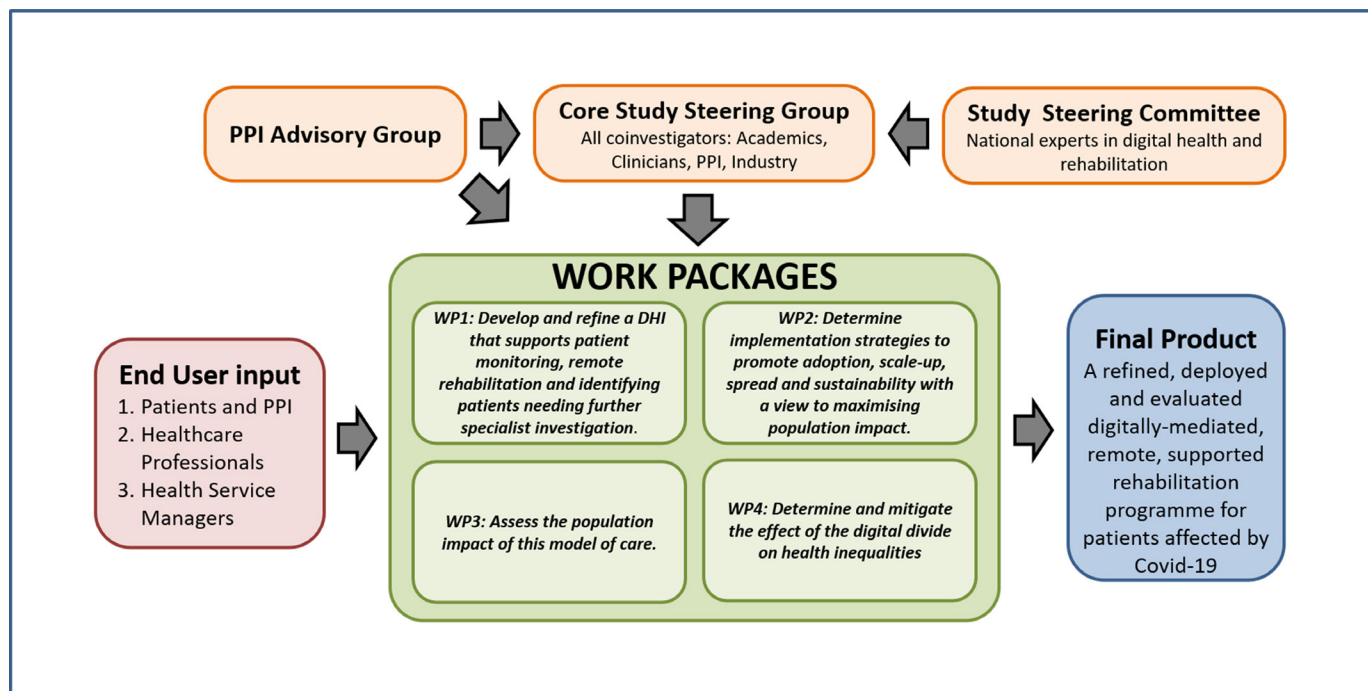 PPI Advisory Group
Core Study Steering Group
All coinvestigators: Academics,
Clinicians, PPI, Industry
Study Steering Committee
National experts in digital health and
rehabilitation
WORK PACKAGES
WP1: Develop and refine a DHI
that supports patient
monitoring, remote
rehabilitation and identifying
patients needing further
specialist investigation.
WP2: Determine
implementation strategies to
promote adoption, scale-up,
spread and sustainability with
a view to maximising
population impact.
WP3: Assess the population
impact of this model of care.
WP4: Determine and mitigate
the effect of the digital divide
on health inequalities
End User input
1. Patients and PPI
2. Healthcare
Professionals
3. Health Service
Managers
Final Product
A refined, deployed
and evaluated
digitally-mediated,
remote, supported
rehabilitation
programme for
patients affected by
Covid-19